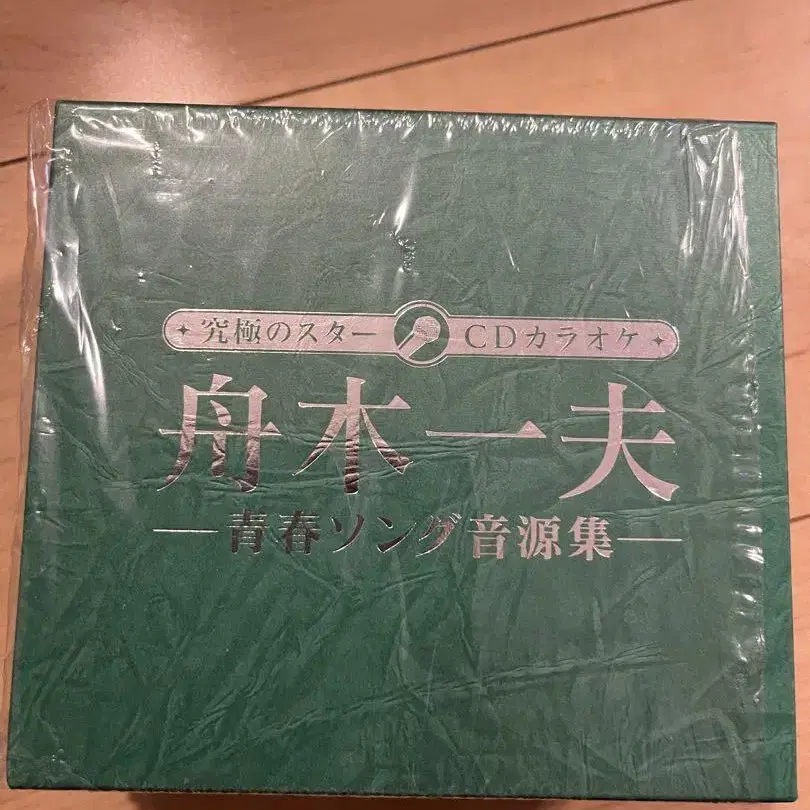 究極のスター CDカラオケ
舟木一夫
青春ソング音源集